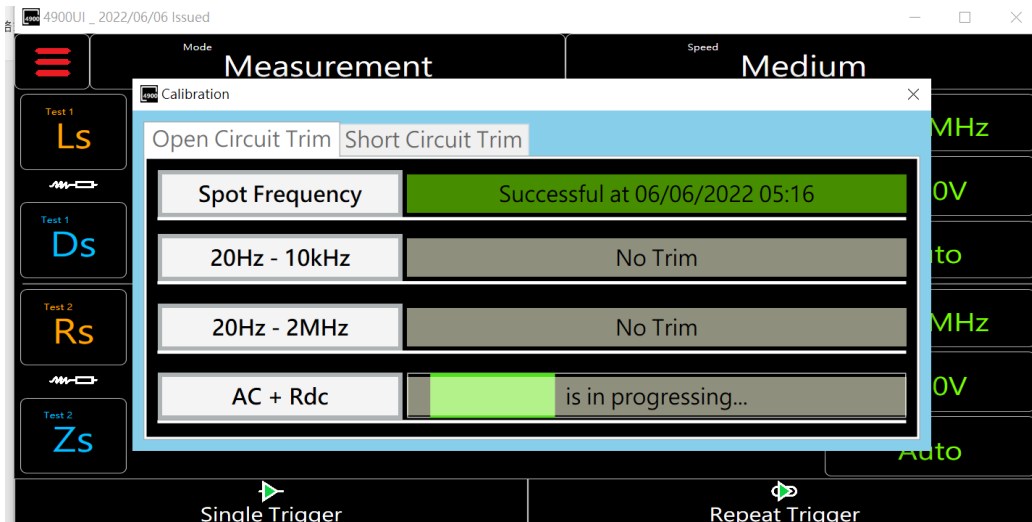 4900UI _ 2022/06/06 Issued
Mode
Measurement
Speed
Medium
4900 Calibration
Test 1
Ls
Open Circuit Trim Short Circuit Trim
MHz
Spot Frequency Successful at 06/06/2022 05:16
0V
Test 1
Ds
20Hz - 10kHz No Trim
to
Test 2
Rs
20Hz - 2MHz No Trim
MHz
AC + Rdc is in progressing...
0V
Test 2
Zs
Auto
Single Trigger
Repeat Trigger